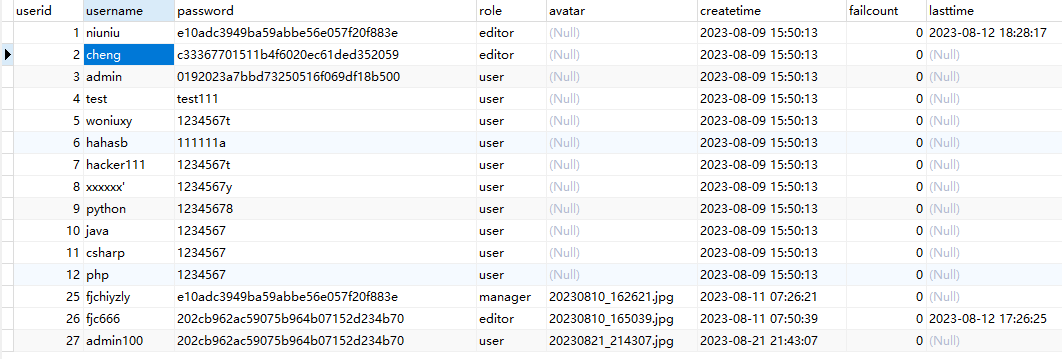 userid username password role avatar createtime failcount lasttime
1 niuniu e10adc3949ba59abbe56e057f20f883e editor (Null) 2023-08-09 15:50:13 0 2023-08-12 18:28:17
2 cheng c33367701511b4f6020ec61ded352059 editor (Null) 2023-08-09 15:50:13 0 (Null)
3 admin 0192023a7bbd73250516f069df18b500 user (Null) 2023-08-09 15:50:13 0 (Null)
4 test test111 user (Null) 2023-08-09 15:50:13 0 (Null)
5 woniuxy 1234567t user (Null) 2023-08-09 15:50:13 0 (Null)
6 hahasb 111111a user (Null) 2023-08-09 15:50:13 0 (Null)
7 hacker111 1234567t user (Null) 2023-08-09 15:50:13 0 (Null)
8 xxxxxx' 1234567y user (Null) 2023-08-09 15:50:13 0 (Null)
9 python 12345678 user (Null) 2023-08-09 15:50:13 0 (Null)
10 java 1234567 user (Null) 2023-08-09 15:50:13 0 (Null)
11 csharp 1234567 user (Null) 2023-08-09 15:50:13 0 (Null)
12 php 1234567 user (Null) 2023-08-09 15:50:13 0 (Null)
25 fjchiyzly e10adc3949ba59abbe56e057f20f883e manager 20230810_162621.jpg 2023-08-11 07:26:21 0 (Null)
26 fjc666 202cb962ac59075b964b07152d234b70 editor 20230810_165039.jpg 2023-08-11 07:50:39 0 2023-08-12 17:26:25
27 admin100 202cb962ac59075b964b07152d234b70 user 20230821_214307.jpg 2023-08-21 21:43:07 0 (Null)